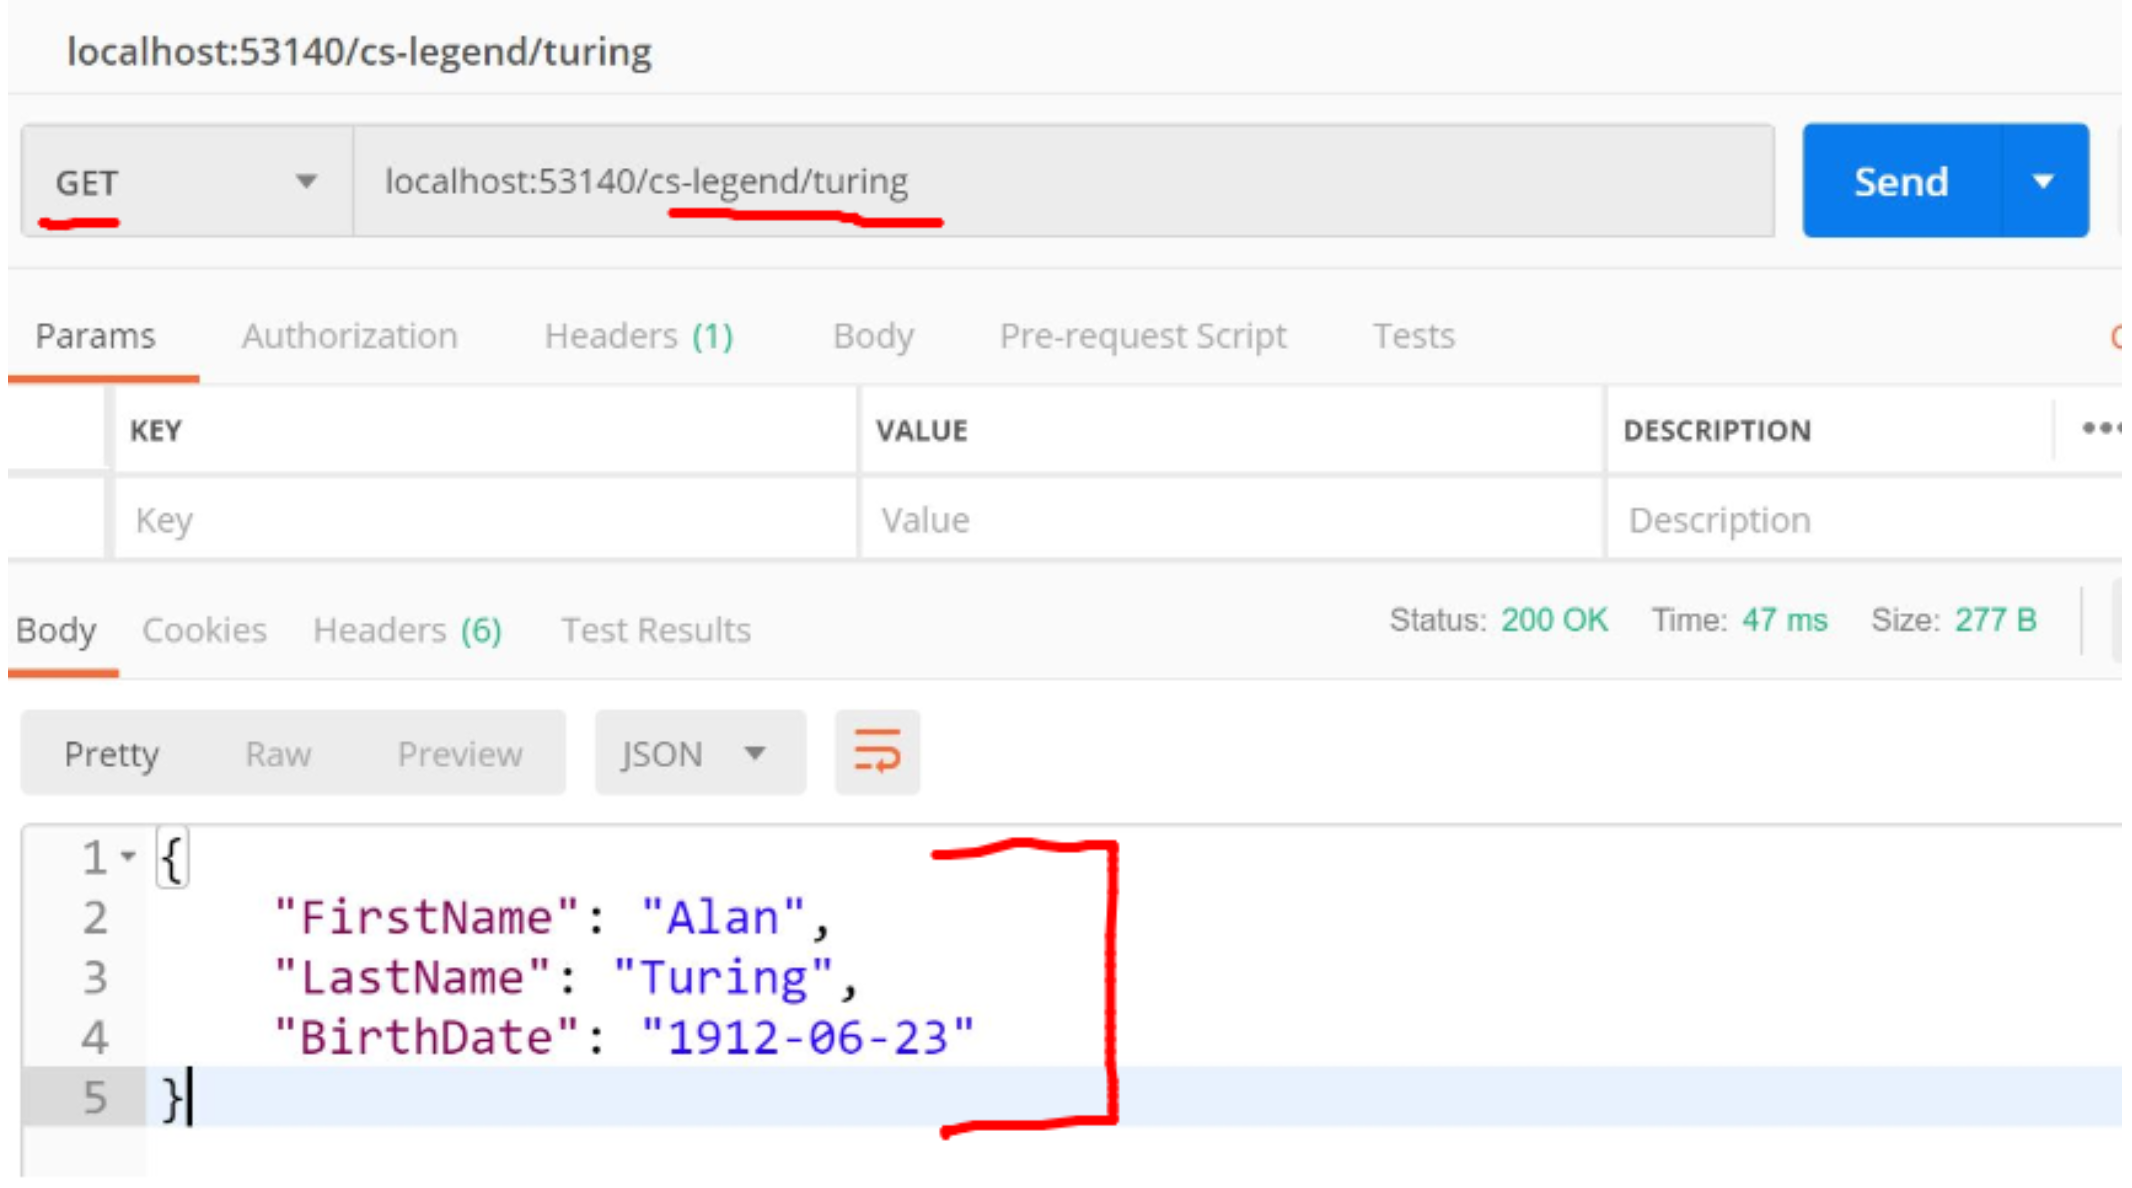 localhost:53140/cs-legend/turing
GET localhost:53140/cs-legend/turing Send
Params Authorization Headers (1) Body Pre-request Script Tests
KEY VALUE DESCRIPTION
Key Value Description
Body Cookies Headers (6) Test Results Status: 200 OK Time: 47 ms Size: 277 B
Pretty Raw Preview JSON
1 {
2 "FirstName": "Alan",
3 "LastName": "Turing",
4 "BirthDate": "1912-06-23"
5 }